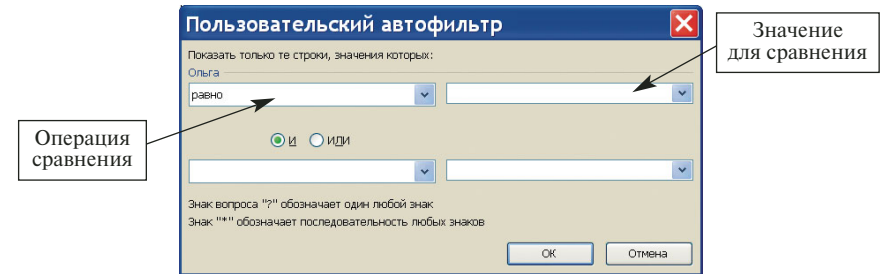 Пользовательский автофильтр
Значение
для сравнения
Показать только те строки, значения которых:
Ольга
равно
Операция
сравнения
И ИЛИ
Знак вопроса "?" обозначает один любой знак
Знак "*" обозначает последовательность любых знаков
ОК Отмена